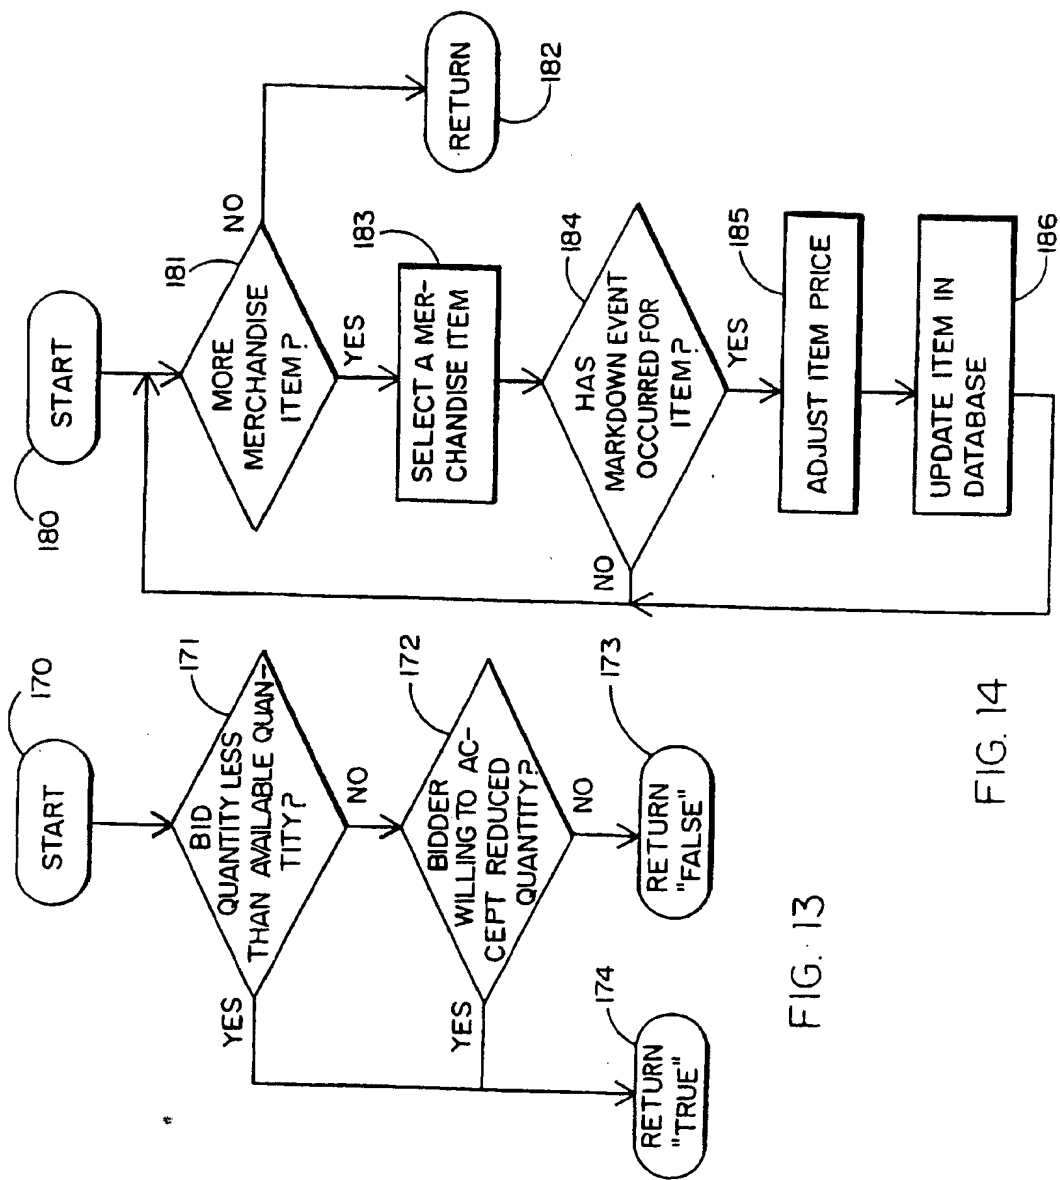 170
START
171
BID
QUANTITY LESS
THAN AVAILABLE QUAN-
TITY?
YES
NO
172
BIDDER
WILLING TO AC-
CEPT REDUCED
QUANTITY?
YES
NO
174
RETURN
"TRUE"
173
RETURN
"FALSE"
FIG. 13
180
START
181
MORE
MERCHANDISE
ITEM?
NO
YES
RETURN
182
183
SELECT A MER-
CHANDISE ITEM
184
HAS
MARKDOWN EVENT
OCCURRED FOR
ITEM?
NO
YES
185
ADJUST ITEM PRICE
UPDATE ITEM IN
DATABASE
186
FIG. 14